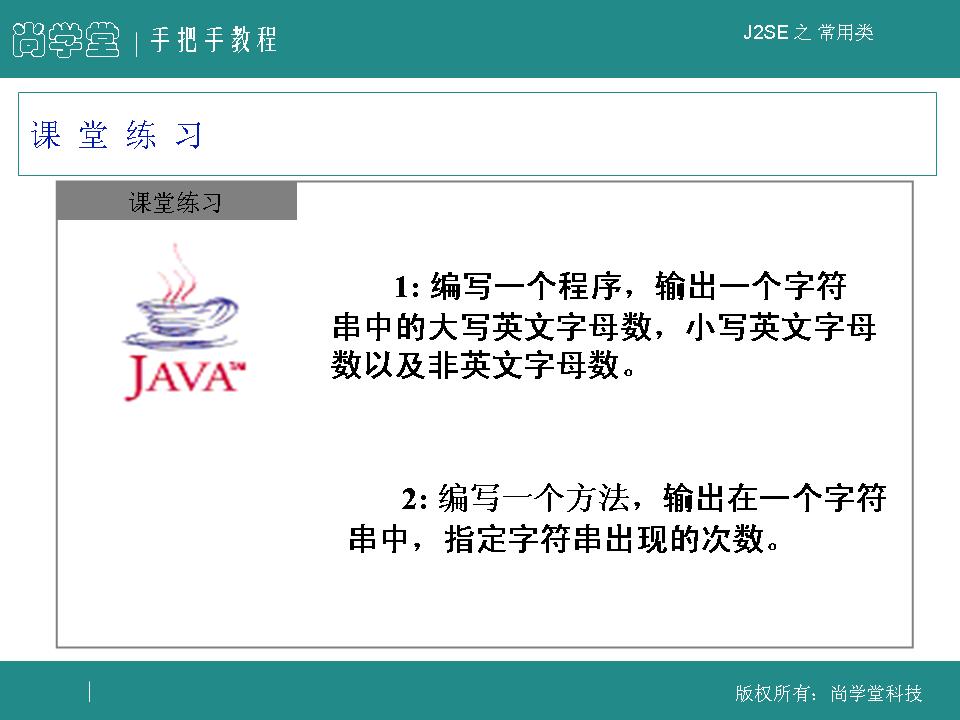 尚学堂 | 手把手教程
J2SE 之 常用类
课 堂 练 习
课堂练习
JAVA™
1: 编写一个程序，输出一个字符
串中的大写英文字母数，小写英文字母
数以及非英文字母数。
2: 编写一个方法，输出在一个字符
串中，指定字符串出现的次数。
版权所有：尚学堂科技